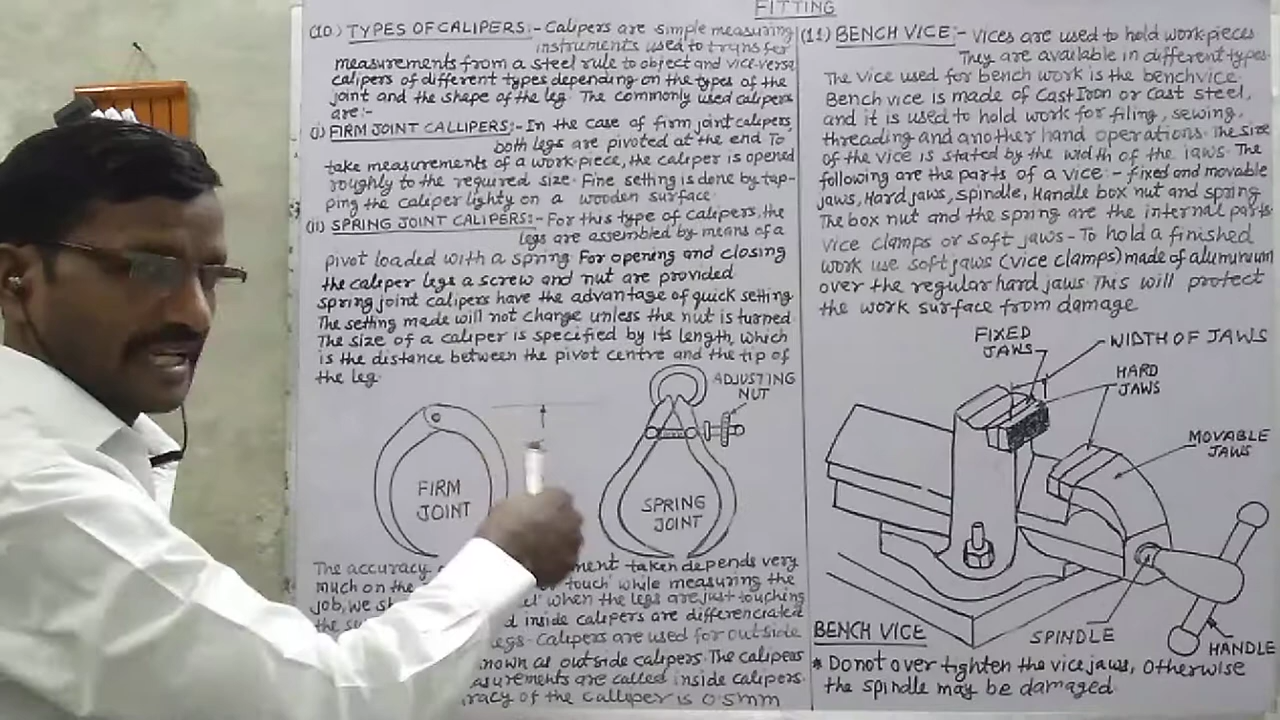 FITTING
(10.) TYPES OF CALIPERS:- Calipers are simple measuring
instruments used to transfer
measurements from a steel rule to object and vice-versa
calipers of different types depending on the types of the
joint and the shape of the leg. The commonly used calipers
are:-
(i) FIRM JOINT CALLIPERS:- In the case of firm joint calipers,
both legs are pivoted at the end To
take measurements of a work-piece, the caliper is opened
roughly to the required size. Fine setting is done by tap-
ping the caliper lighty on a wooden surface
(ii) SPRING JOINT CALIPERS:- For this type of calipers, the
legs are assembled by means of a
pivot loaded with a spring For opening and closing
the caliper legs a screw and nut are provided
spring joint calipers have the advantage of quick setting
The setting made will not change unless the nut is turned
The size of a caliper is specified by its length, which
is the distance between the pivot centre and the tip of
the leg.
ADJUSTING
NUT
FIRM
JOINT
SPRING
JOINT
The accuracy ment taken depends very
much on the touch' while measuring the
job, we when the legs are just touching
the d inside calipers are differenciated
egs- Calipers are used for outside
nown as outside calipers. The calipers
asurements are called inside calipers.
racy of the calliper is 0.5mm
(11) BENCH VICE:- Vices are used to hold work pieces
They are available in different types.
The vice used for bench work is the benchvice.
Bench vice is made of Cast Iron or Cast steel,
and it is used to hold work for filing, sewing,
threading and another hand operations. The size
of the vice is stated by the width of the jaws. The
following are the parts of a vice:- fixed and movable
jaws, Hard jaws, spindle, Handle box nut and spring
The box nut and the spring are the internal parts.
Vice clamps or soft jaws - To hold a finished
work use soft jaws (vice clamps) made of aluminium
over the regular hard jaws. This will protect
the work surface from damage
FIXED
JAWS
WIDTH OF JAWS
HARD
JAWS
MOVABLE
JAWS
BENCH VICE
SPINDLE
HANDLE
* Do not over tighten the vice jaws, otherwise
the spindle may be damaged.